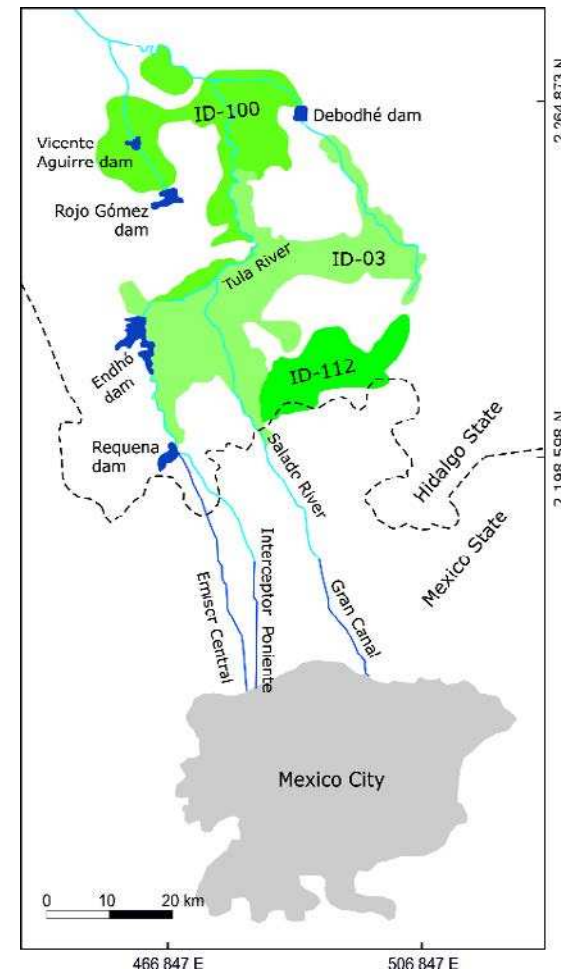 ID-100
Debodhé dam
2 264 873 N
Vicente
Aguirre dam
Rojo Gómez
dam
Tula River
ID-03
Endhó
dam
ID-112
Requena
dam
Salado River
Hidalgo State
2 198 598 N
Mexico State
Emisor Central
Interceptor Poniente
Gran Canal
Mexico City
0 10 20 km
466 847 E 506 847 E